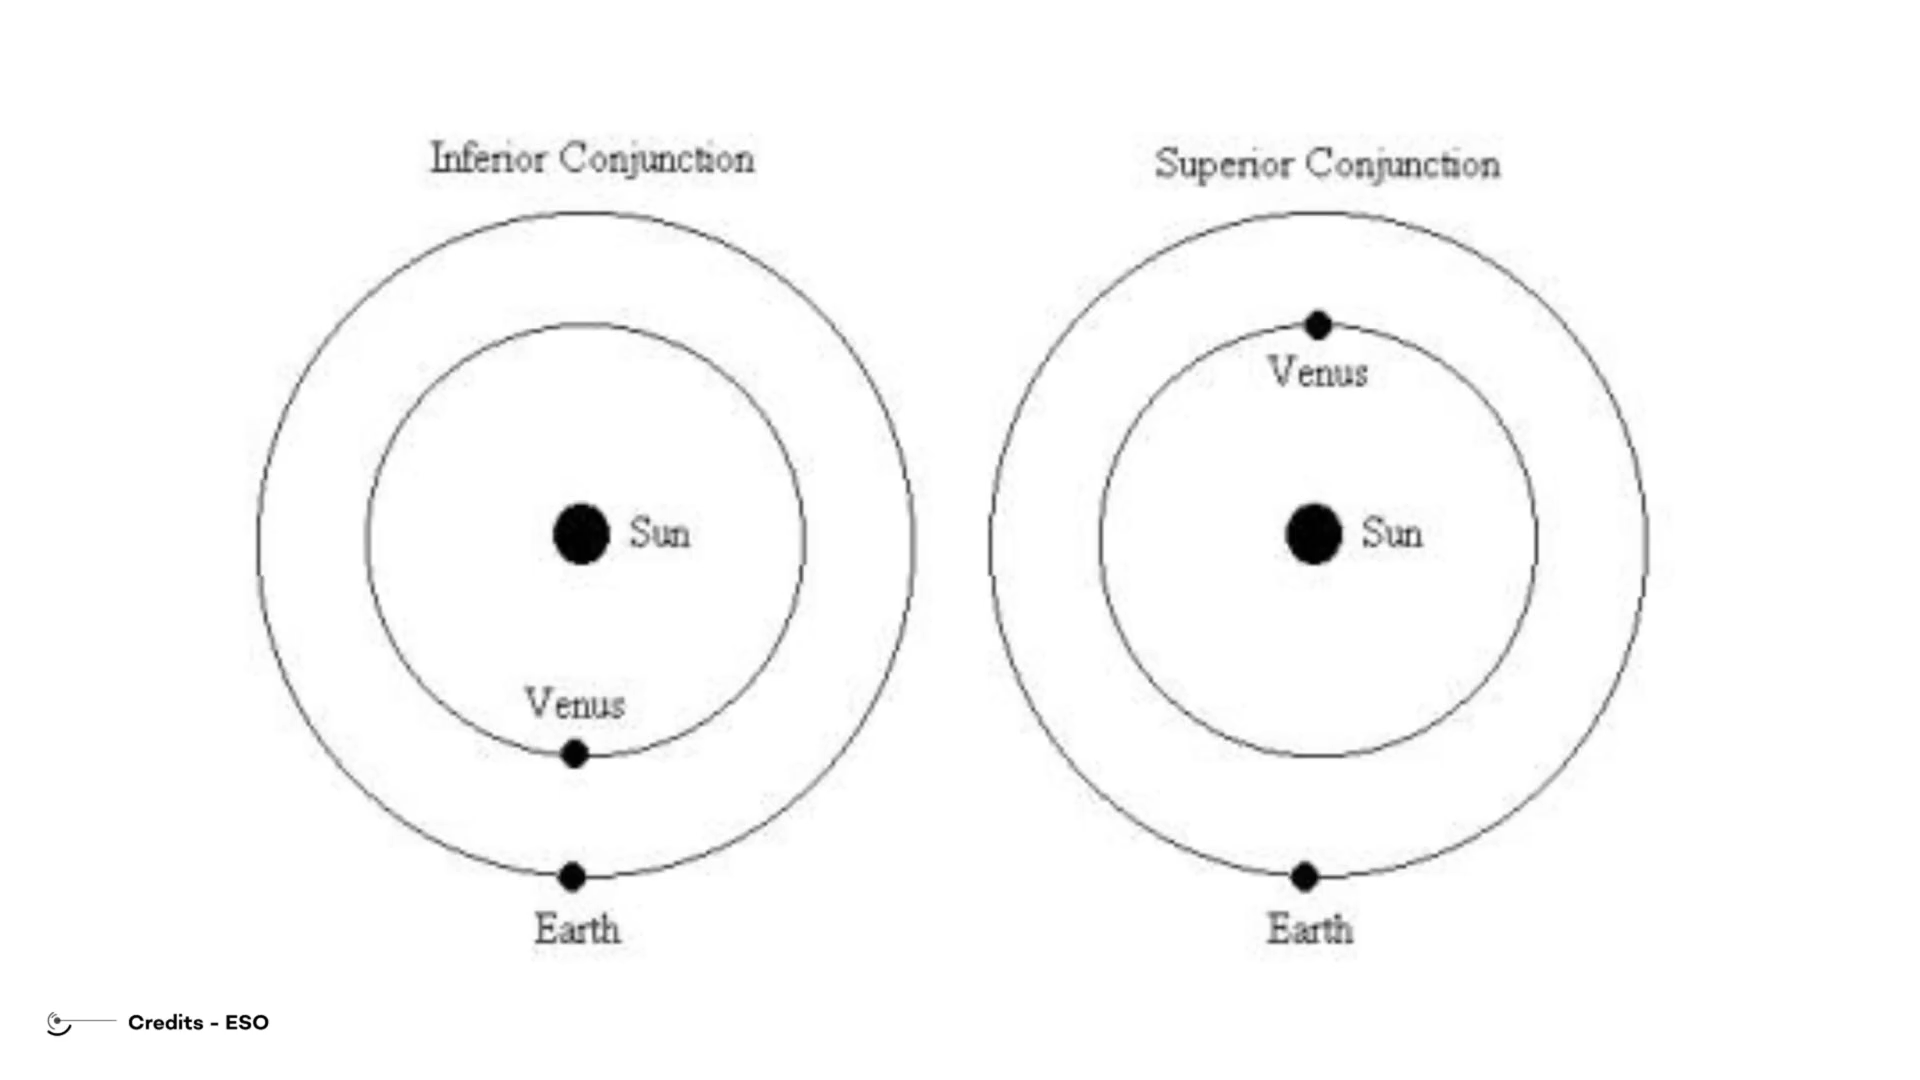 Inferior Conjunction
Sun
Venus
Earth
Superior Conjunction
Venus
Sun
Earth
Credits - ESO